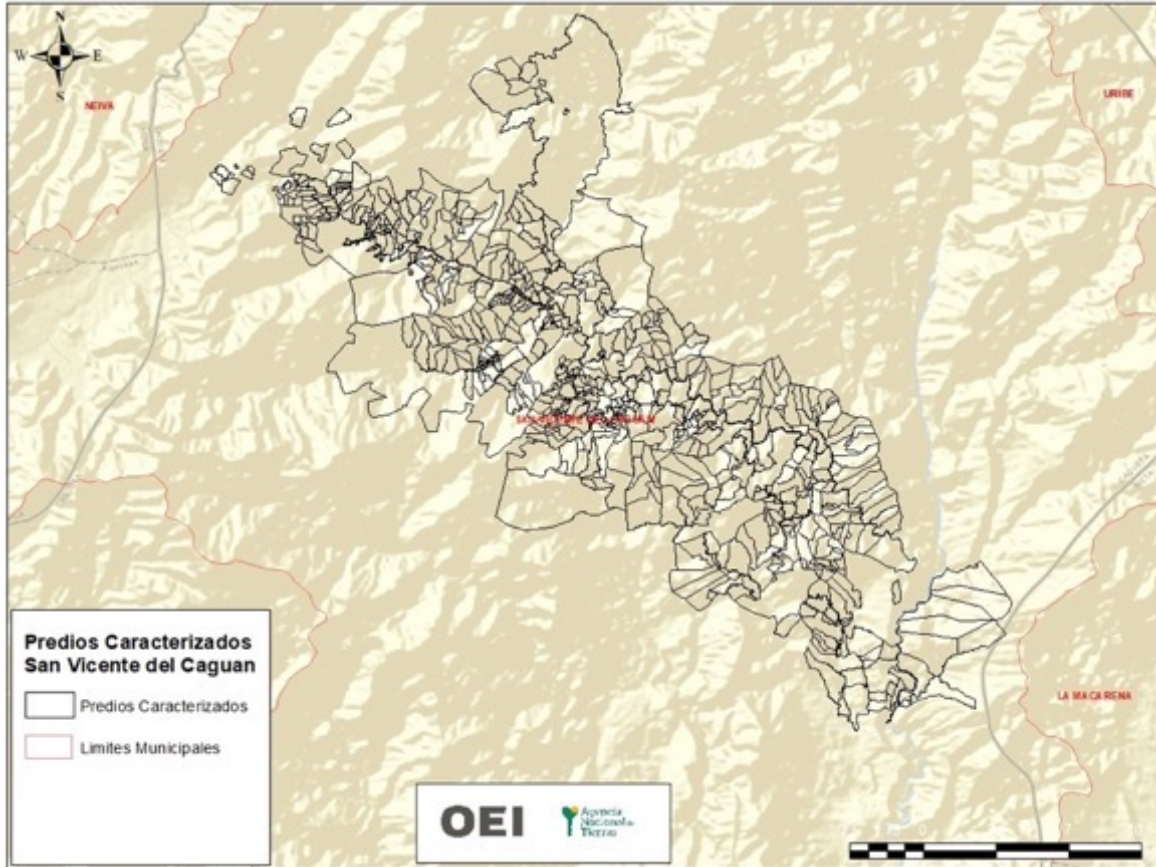 N
W E
S
NEIVA
URIBE
LA MACARENA
Predios Caracterizados
San Vicente del Caguan
Predios Caracterizados
Limites Municipales
OEI
Agencia
Nacional de
Tierras